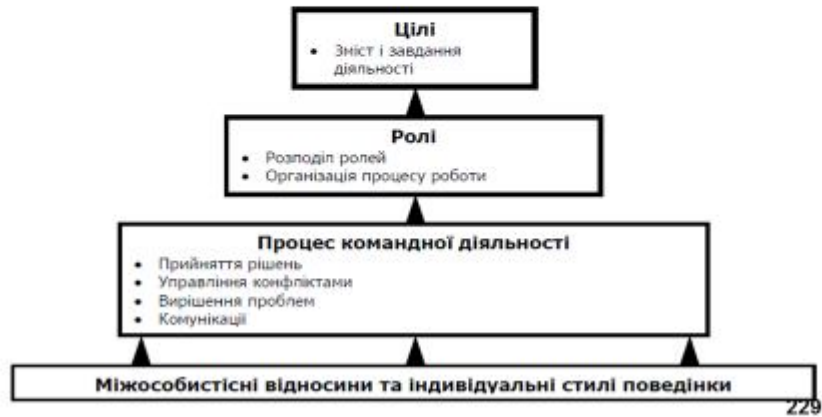 Цілі
• Зміст і завдання
діяльності
Ролі
• Розподіл ролей
• Організація процесу роботи
Процес командної діяльності
• Прийняття рішень
• Управління конфліктами
• Вирішення проблем
• Комунікації
Міжособистісні відносини та індивідуальні стилі поведінки
229